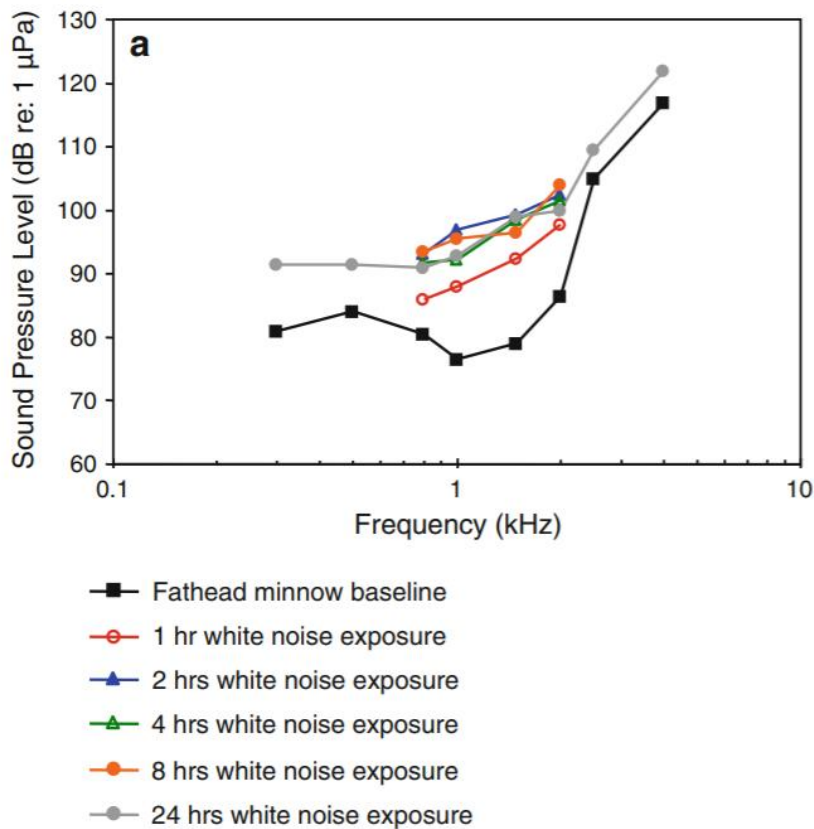 Sound Pressure Level (dB re: 1 µPa)
130
120
110
100
90
80
70
60
a
0.1
1
10
Frequency (kHz)
Fathead minnow baseline
1 hr white noise exposure
2 hrs white noise exposure
4 hrs white noise exposure
8 hrs white noise exposure
24 hrs white noise exposure